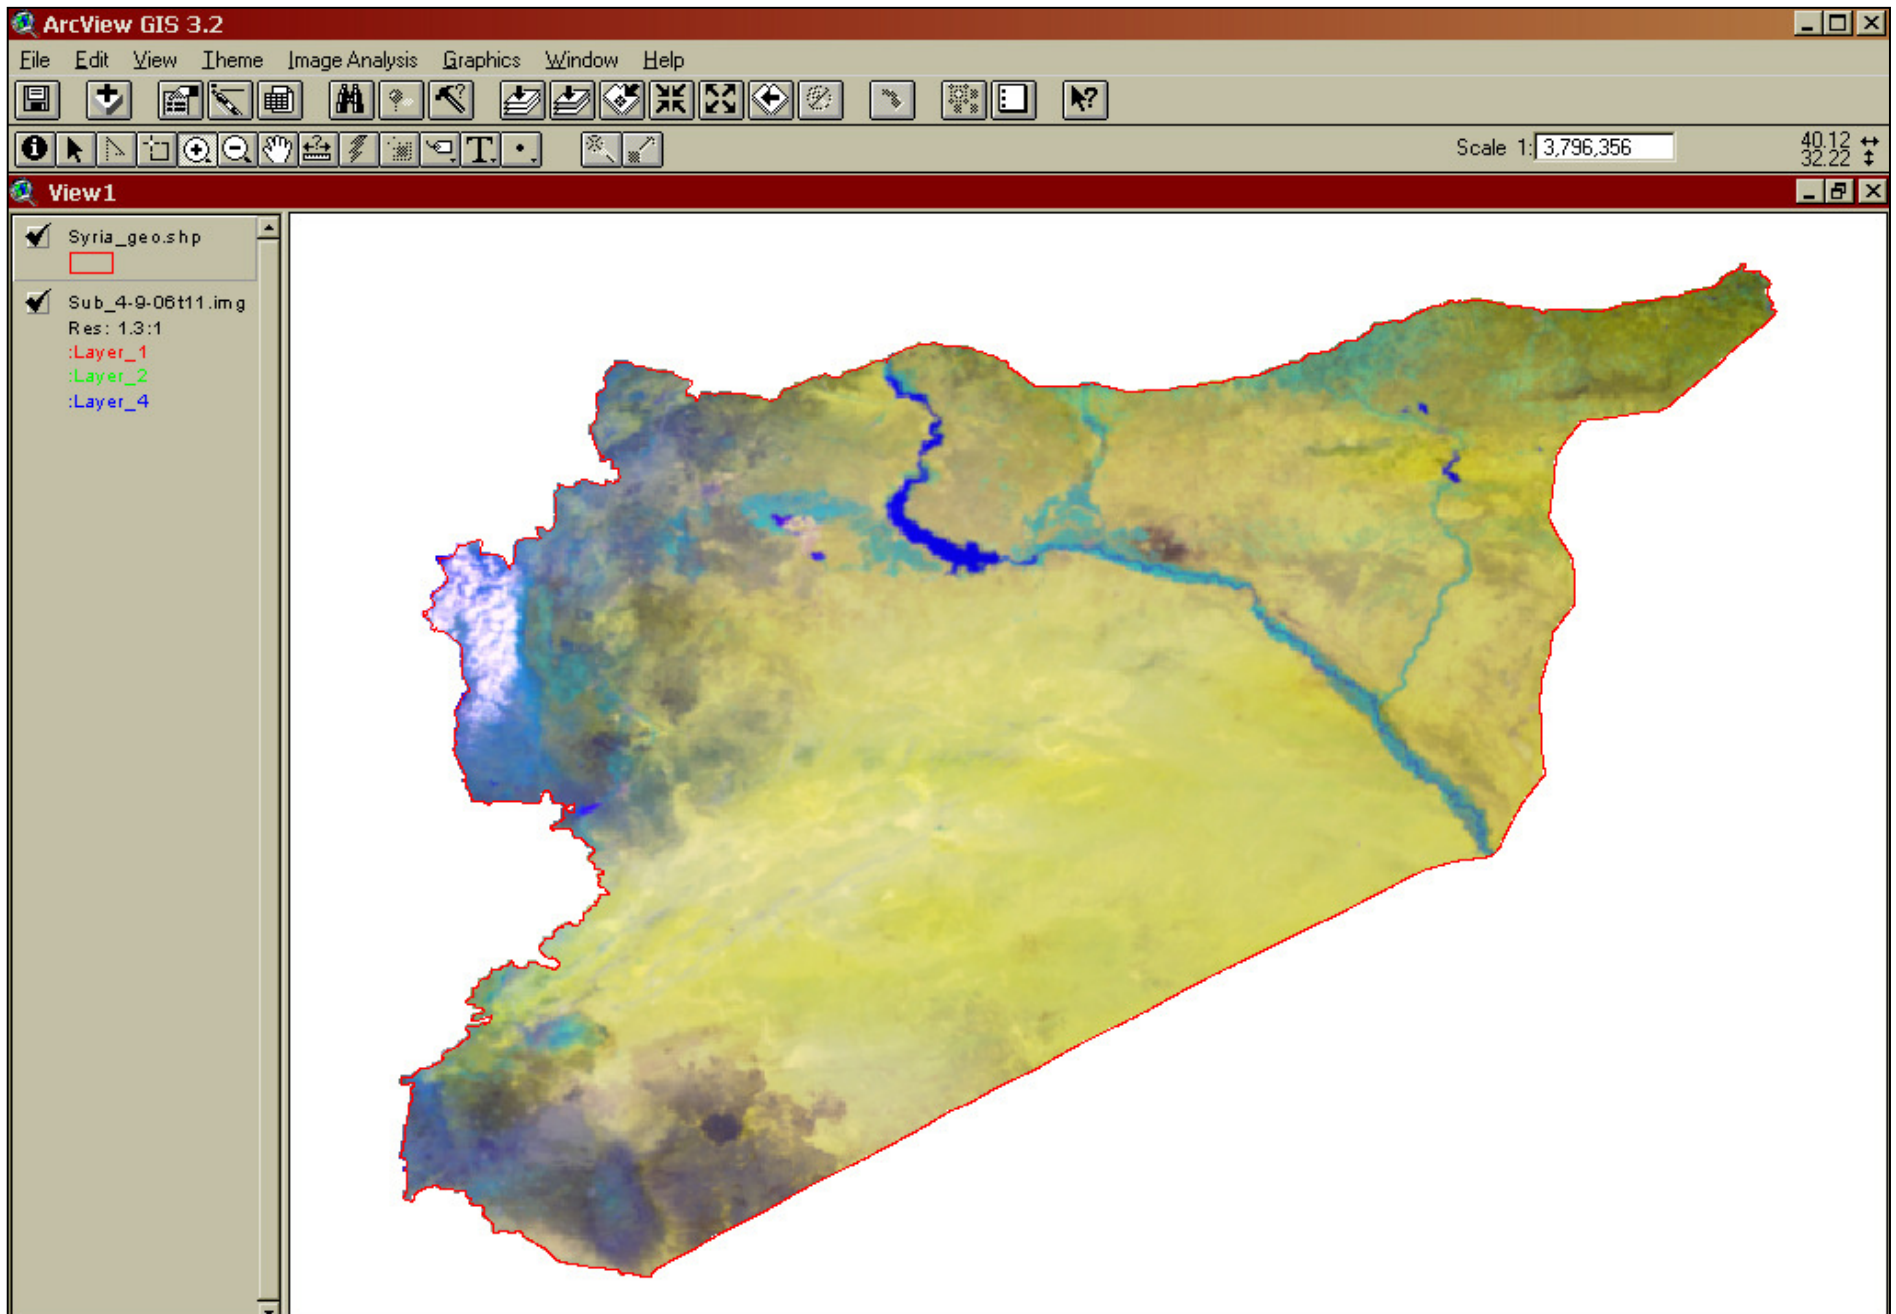 ArcView GIS 3.2
File Edit View Theme Image Analysis Graphics Window Help
Scale 1: 3,796,356
40.12
32.22
View1
Syria_geo.shp
Sub_4-9-06t11.img
Res: 1.3:1
:Layer_1
:Layer_2
:Layer_4